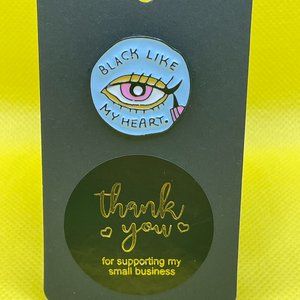 BLACK LIKE
MY HEART.
thank
you
for supporting my
small business